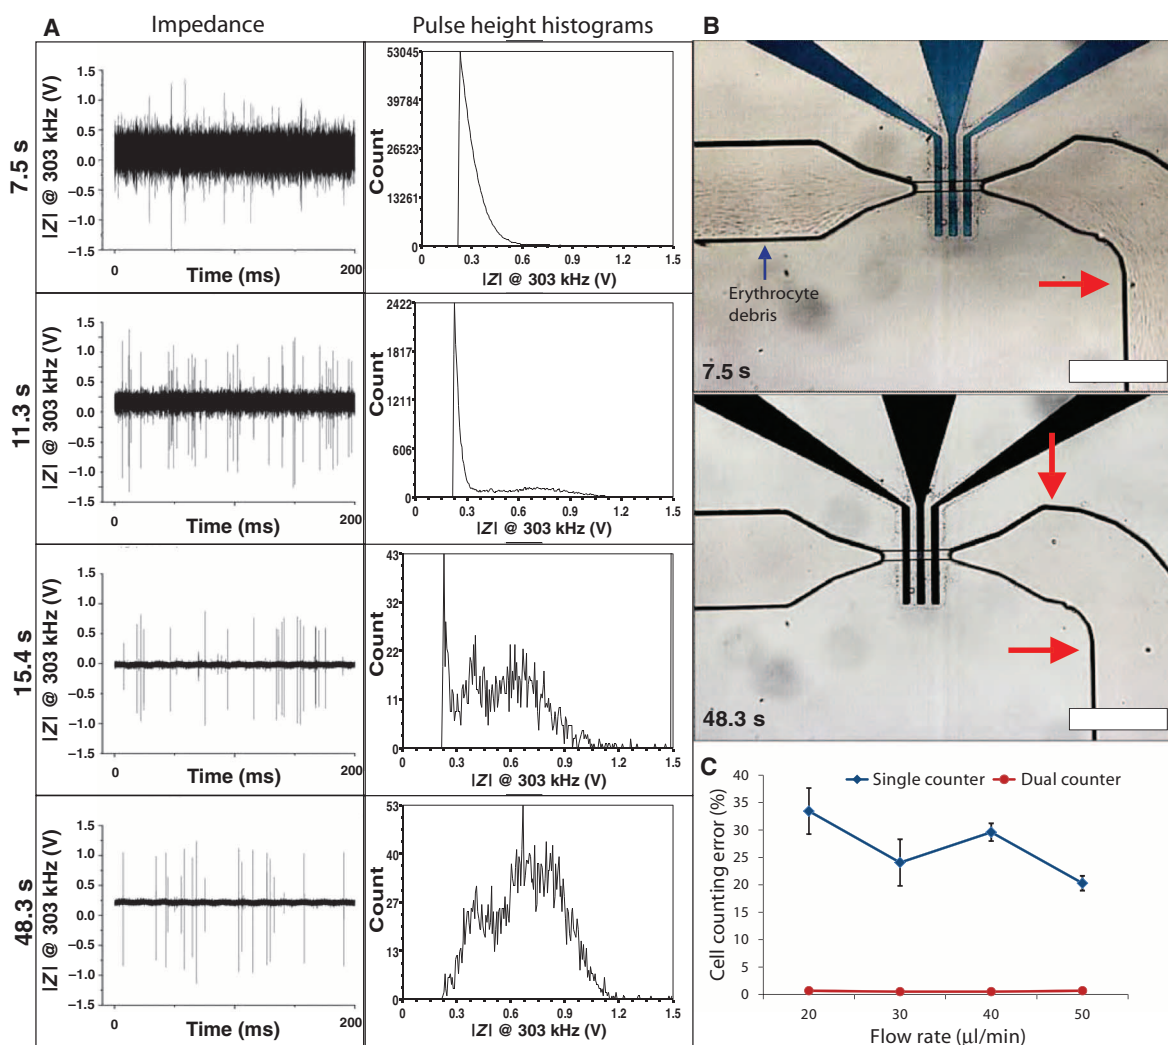 A
Impedance
Pulse height histograms
7.5 s
|Z| @ 303 kHz (V)
1.5
1.0
0.5
0.0
−0.5
−1.0
−1.5
0
200
Time (ms)
Count
53045
39784
26523
13261
0
0
0.3
0.6
0.9
1.2
1.5
|Z| @ 303 kHz (V)
11.3 s
|Z| @ 303 kHz (V)
1.5
1.0
0.5
0.0
−0.5
−1.0
−1.5
0
200
Time (ms)
Count
2422
1817
1211
606
0
0
0.3
0.6
0.9
1.2
1.5
|Z| @ 303 kHz (V)
15.4 s
|Z| @ 303 kHz (V)
1.5
1.0
0.5
0.0
−0.5
−1.0
−1.5
0
200
Time (ms)
Count
43
32
22
11
0
0
0.3
0.6
0.9
1.2
1.5
|Z| @ 303 kHz (V)
48.3 s
|Z| @ 303 kHz (V)
1.5
1.0
0.5
0.0
−0.5
−1.0
−1.5
0
200
Time (ms)
Count
53
40
27
13
0
0
0.3
0.6
0.9
1.2
1.5
|Z| @ 303 kHz (V)
B
Erythrocyte
debris
7.5 s
48.3 s
C
Single counter
Dual counter
Cell counting error (%)
40
35
30
25
20
15
10
5
0
20
30
40
50
Flow rate (μl/min)